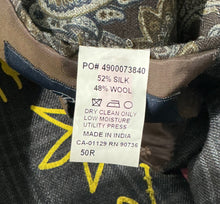 PO# 4900073840
52% SILK
48% WOOL
DRY CLEAN ONLY
LOW MOISTURE
UTILITY PRESS
MADE IN INDIA
CA-01129 RN 90736
50R